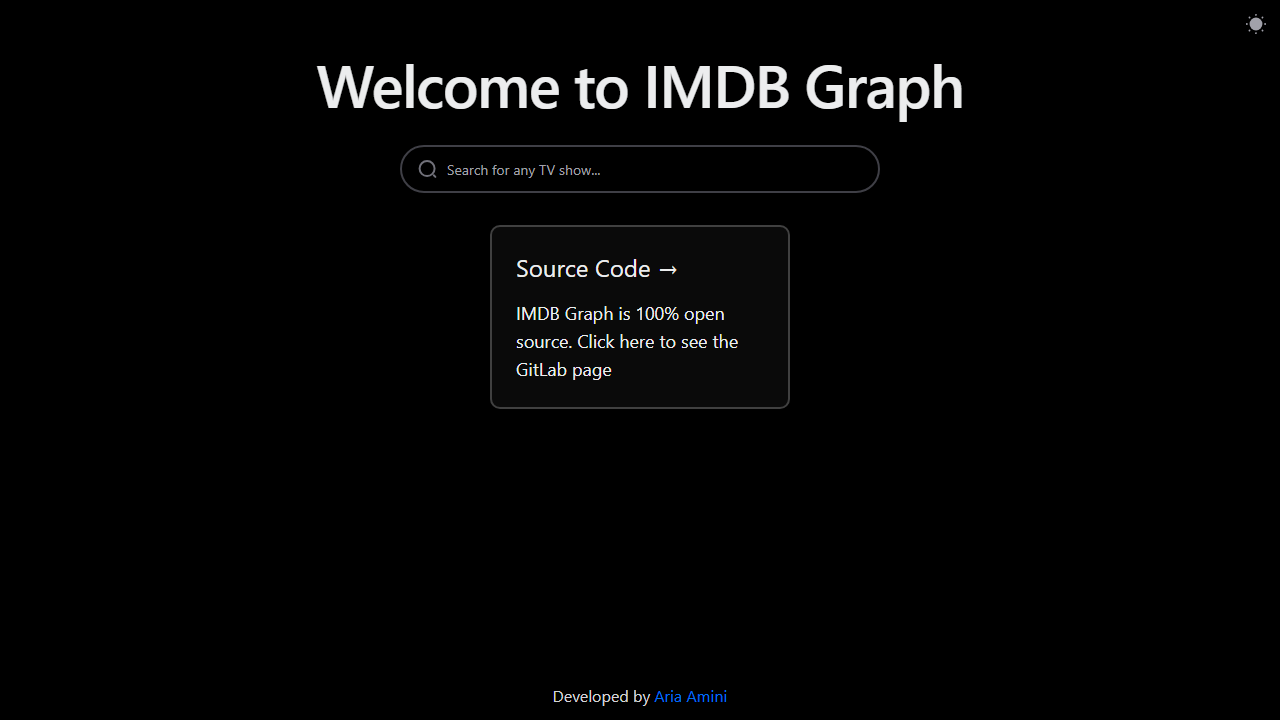 Welcome to IMDB Graph
Search for any TV show...
Source Code →
IMDB Graph is 100% open
source. Click here to see the
GitLab page
Developed by Aria Amini